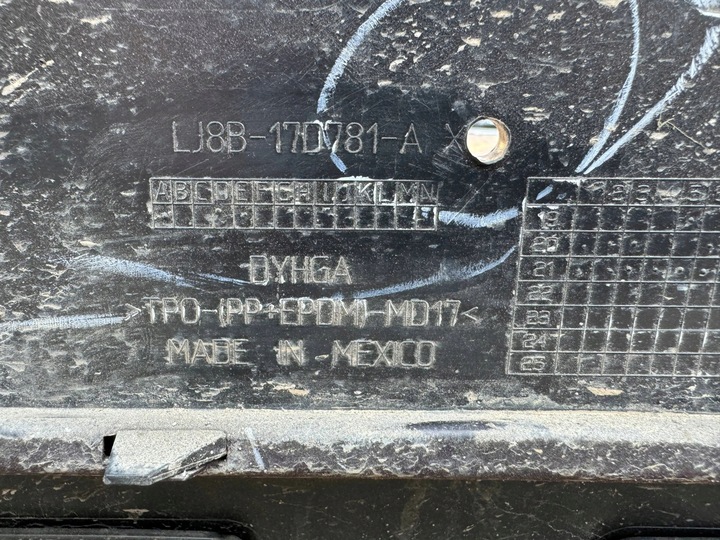 LJ8B-17D781-A X
ABCDEFGHIJKLMN
19
20
DYHGA
21
22
>TPO-(PP+EPDM)-MD17<
23
MADE IN MEXICO
24
25